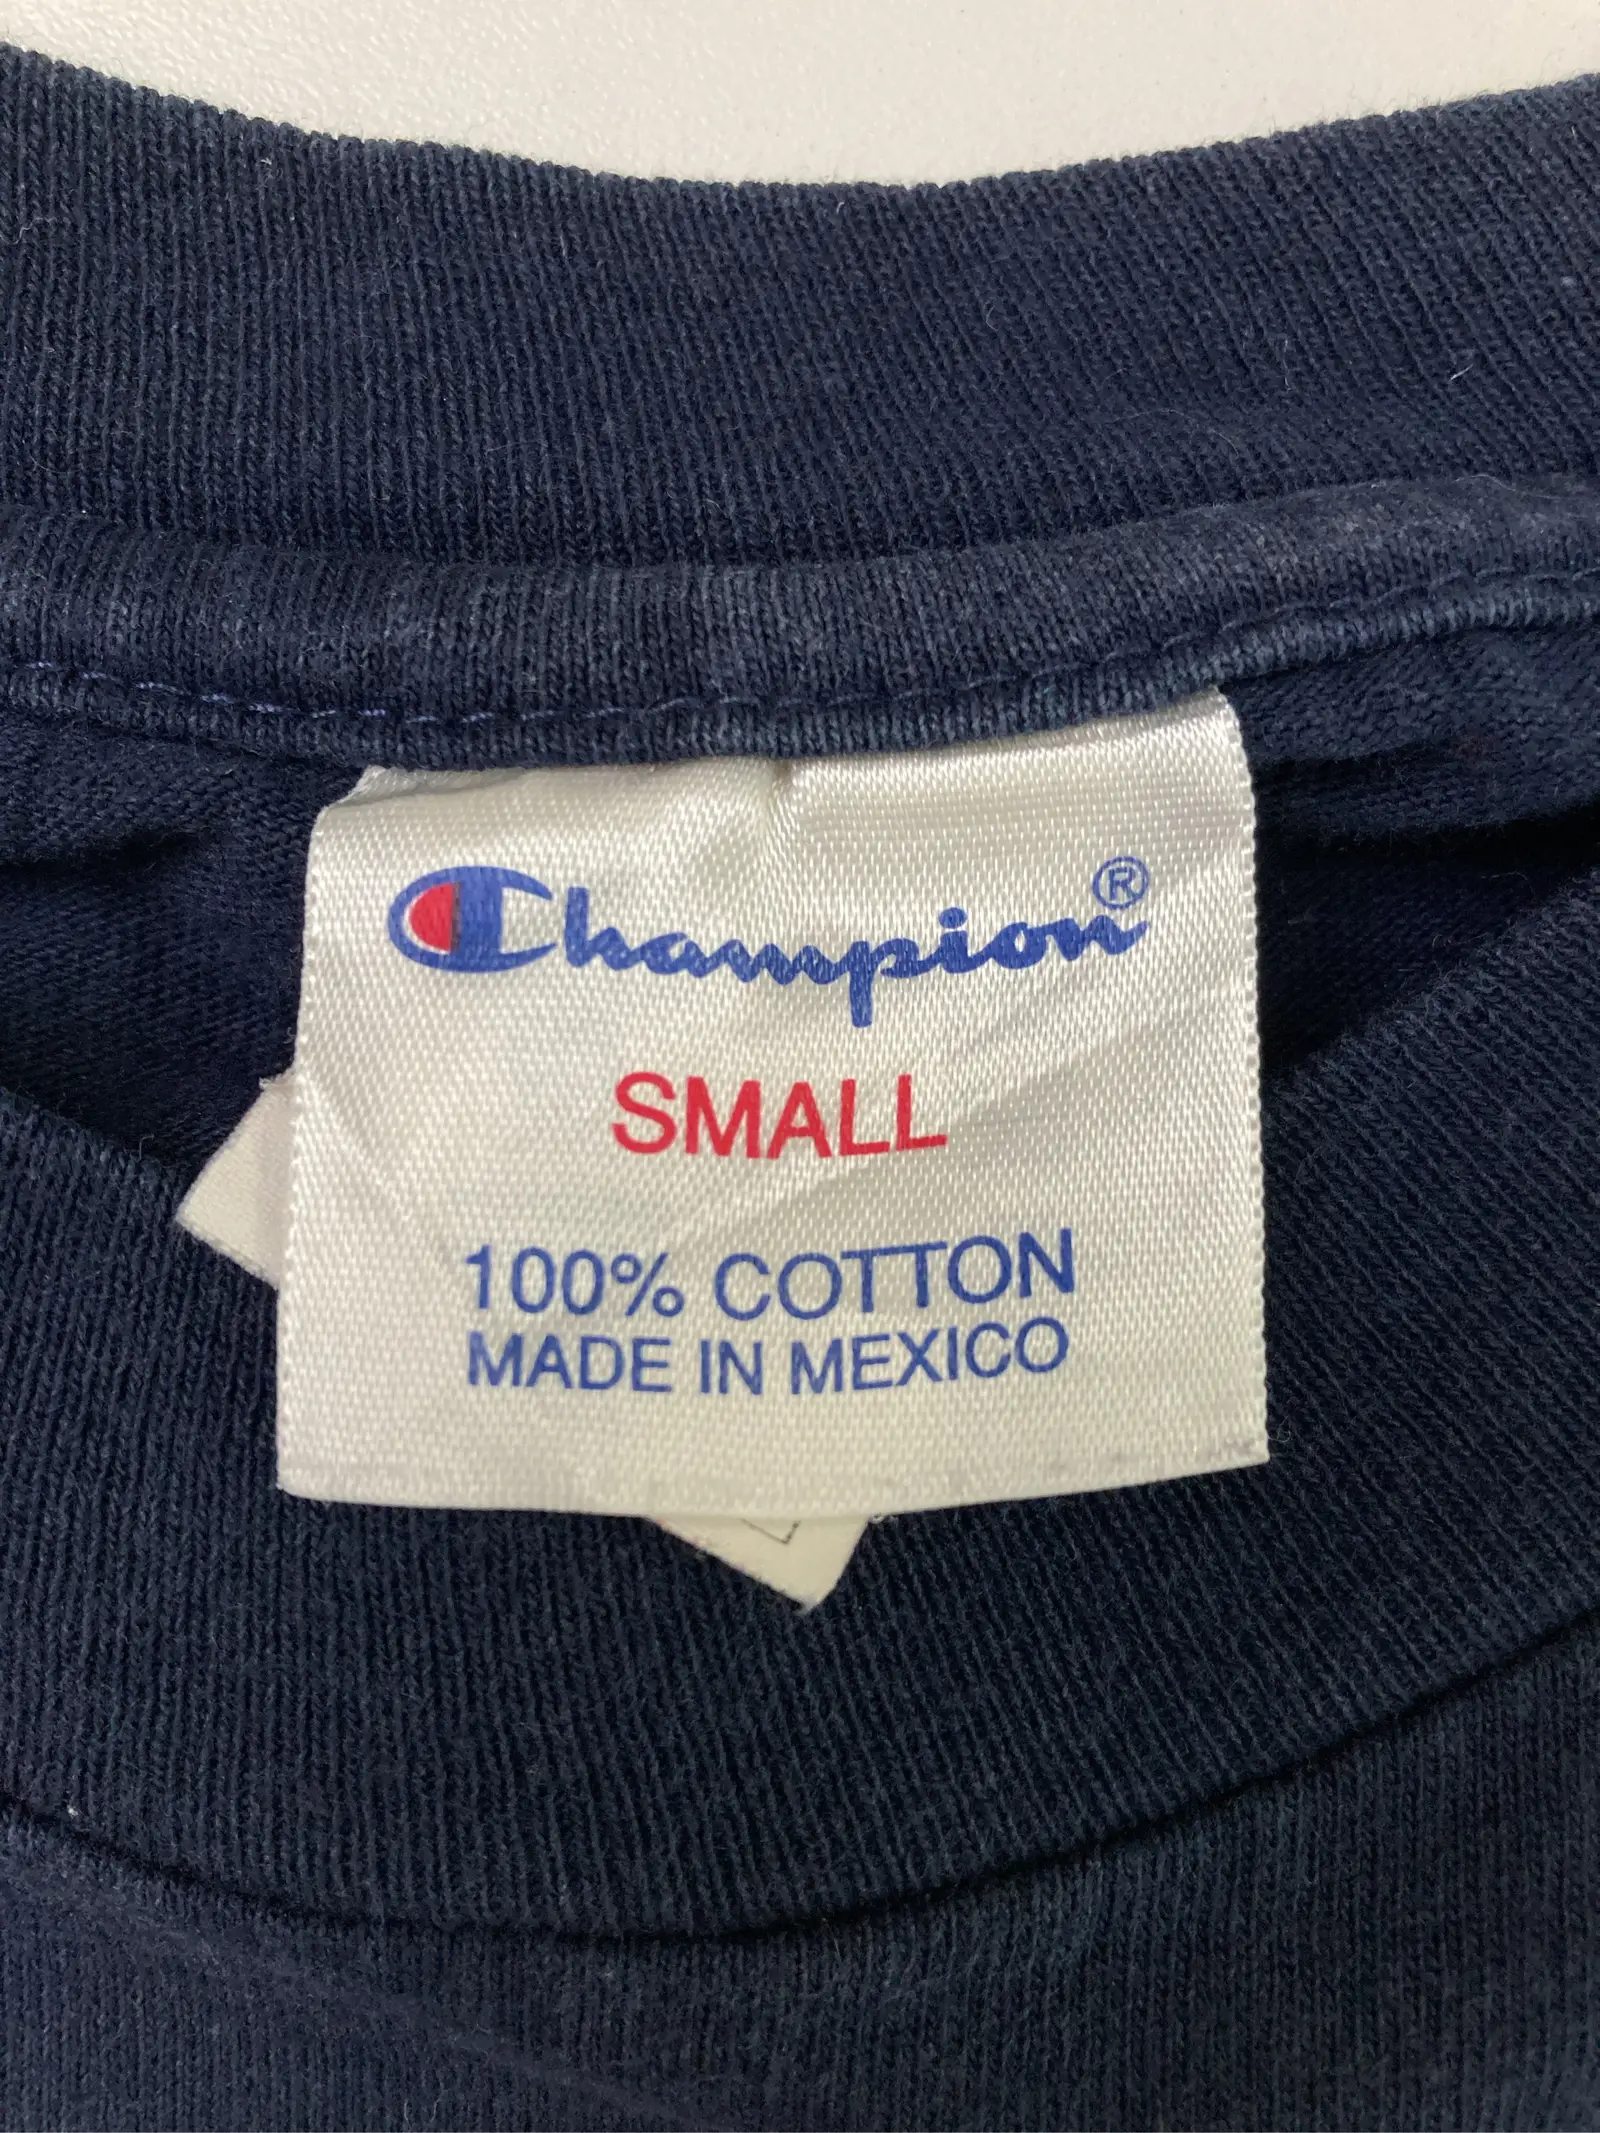 Champion®
SMALL
100% COTTON
MADE IN MEXICO